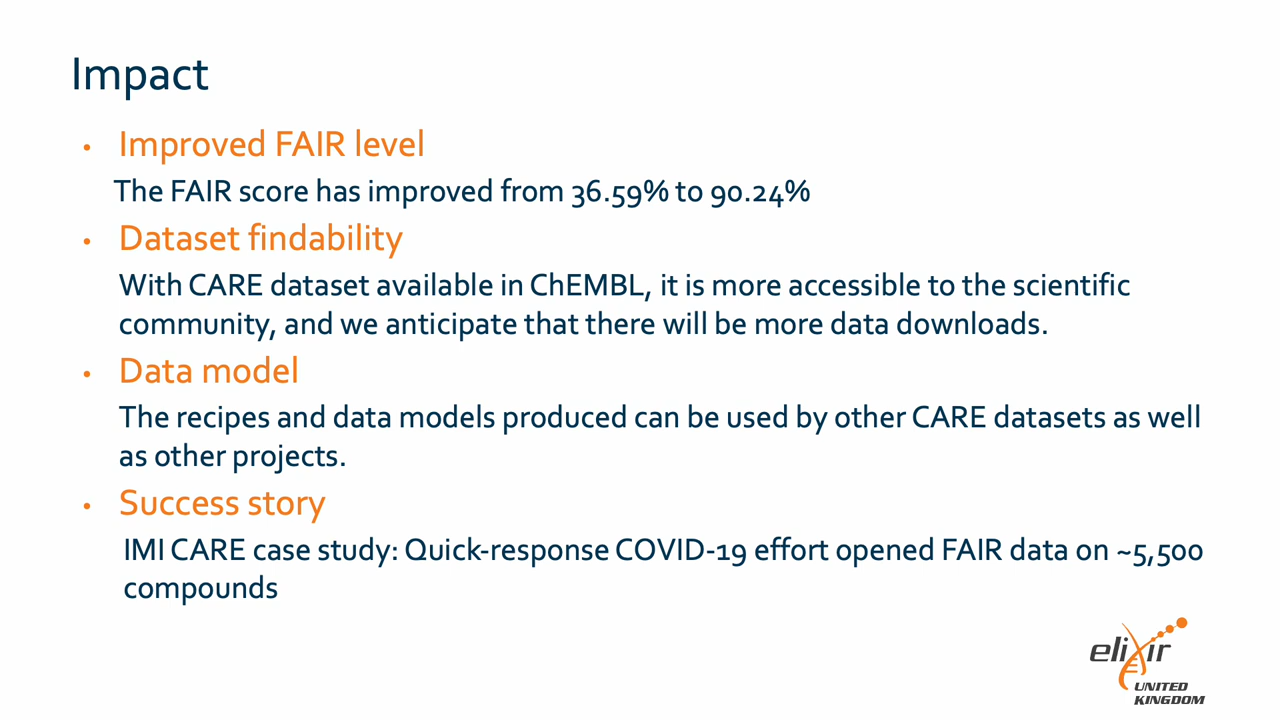 Impact
• Improved FAIR level
The FAIR score has improved from 36.59% to 90.24%
• Dataset findability
With CARE dataset available in ChEMBL, it is more accessible to the scientific
community, and we anticipate that there will be more data downloads.
• Data model
The recipes and data models produced can be used by other CARE datasets as well
as other projects.
• Success story
IMI CARE case study: Quick-response COVID-19 effort opened FAIR data on ~5,500
compounds
elixir
UNITED
KINGDOM